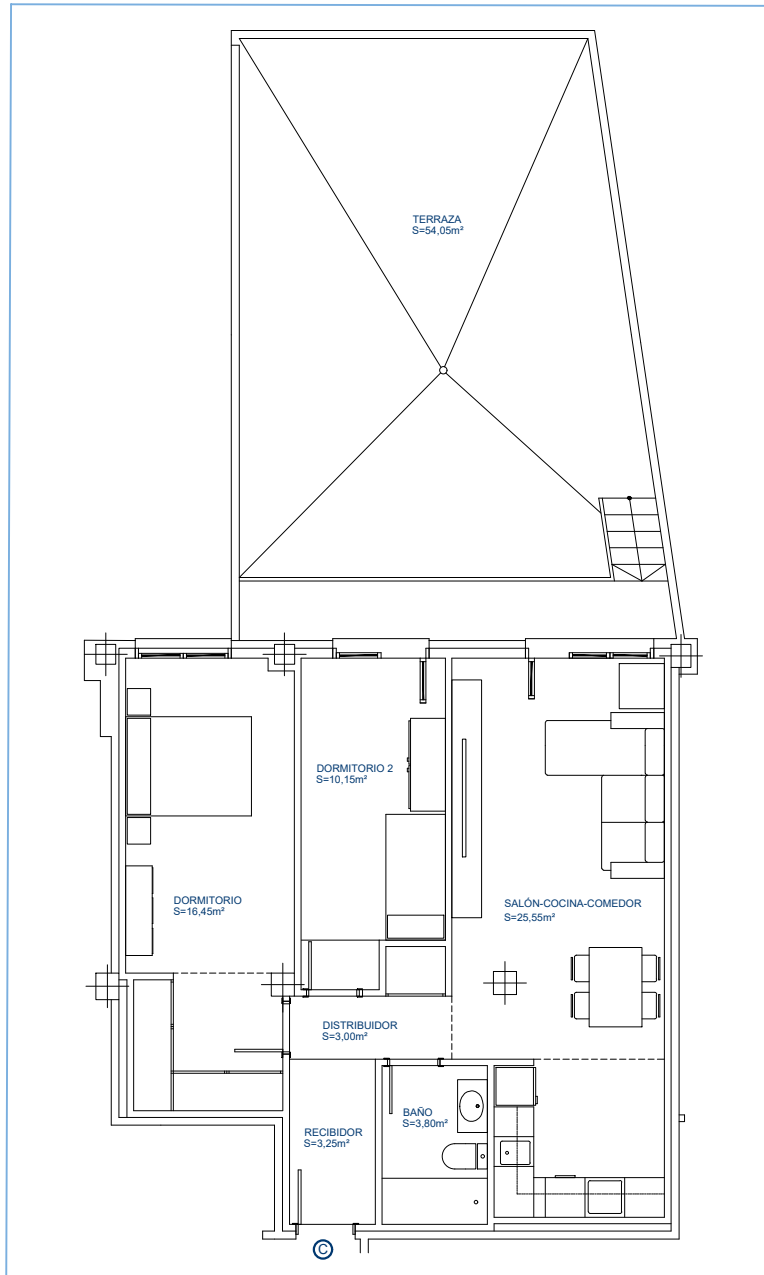 TERRAZA
S=54,05m²
DORMITORIO 2
S=10,15m²
DORMITORIO
S=16,45m²
SALÓN-COCINA-COMEDOR
S=25,55m²
DISTRIBUIDOR
S=3,00m²
BAÑO
S=3,80m²
RECIBIDOR
S=3,25m²
C